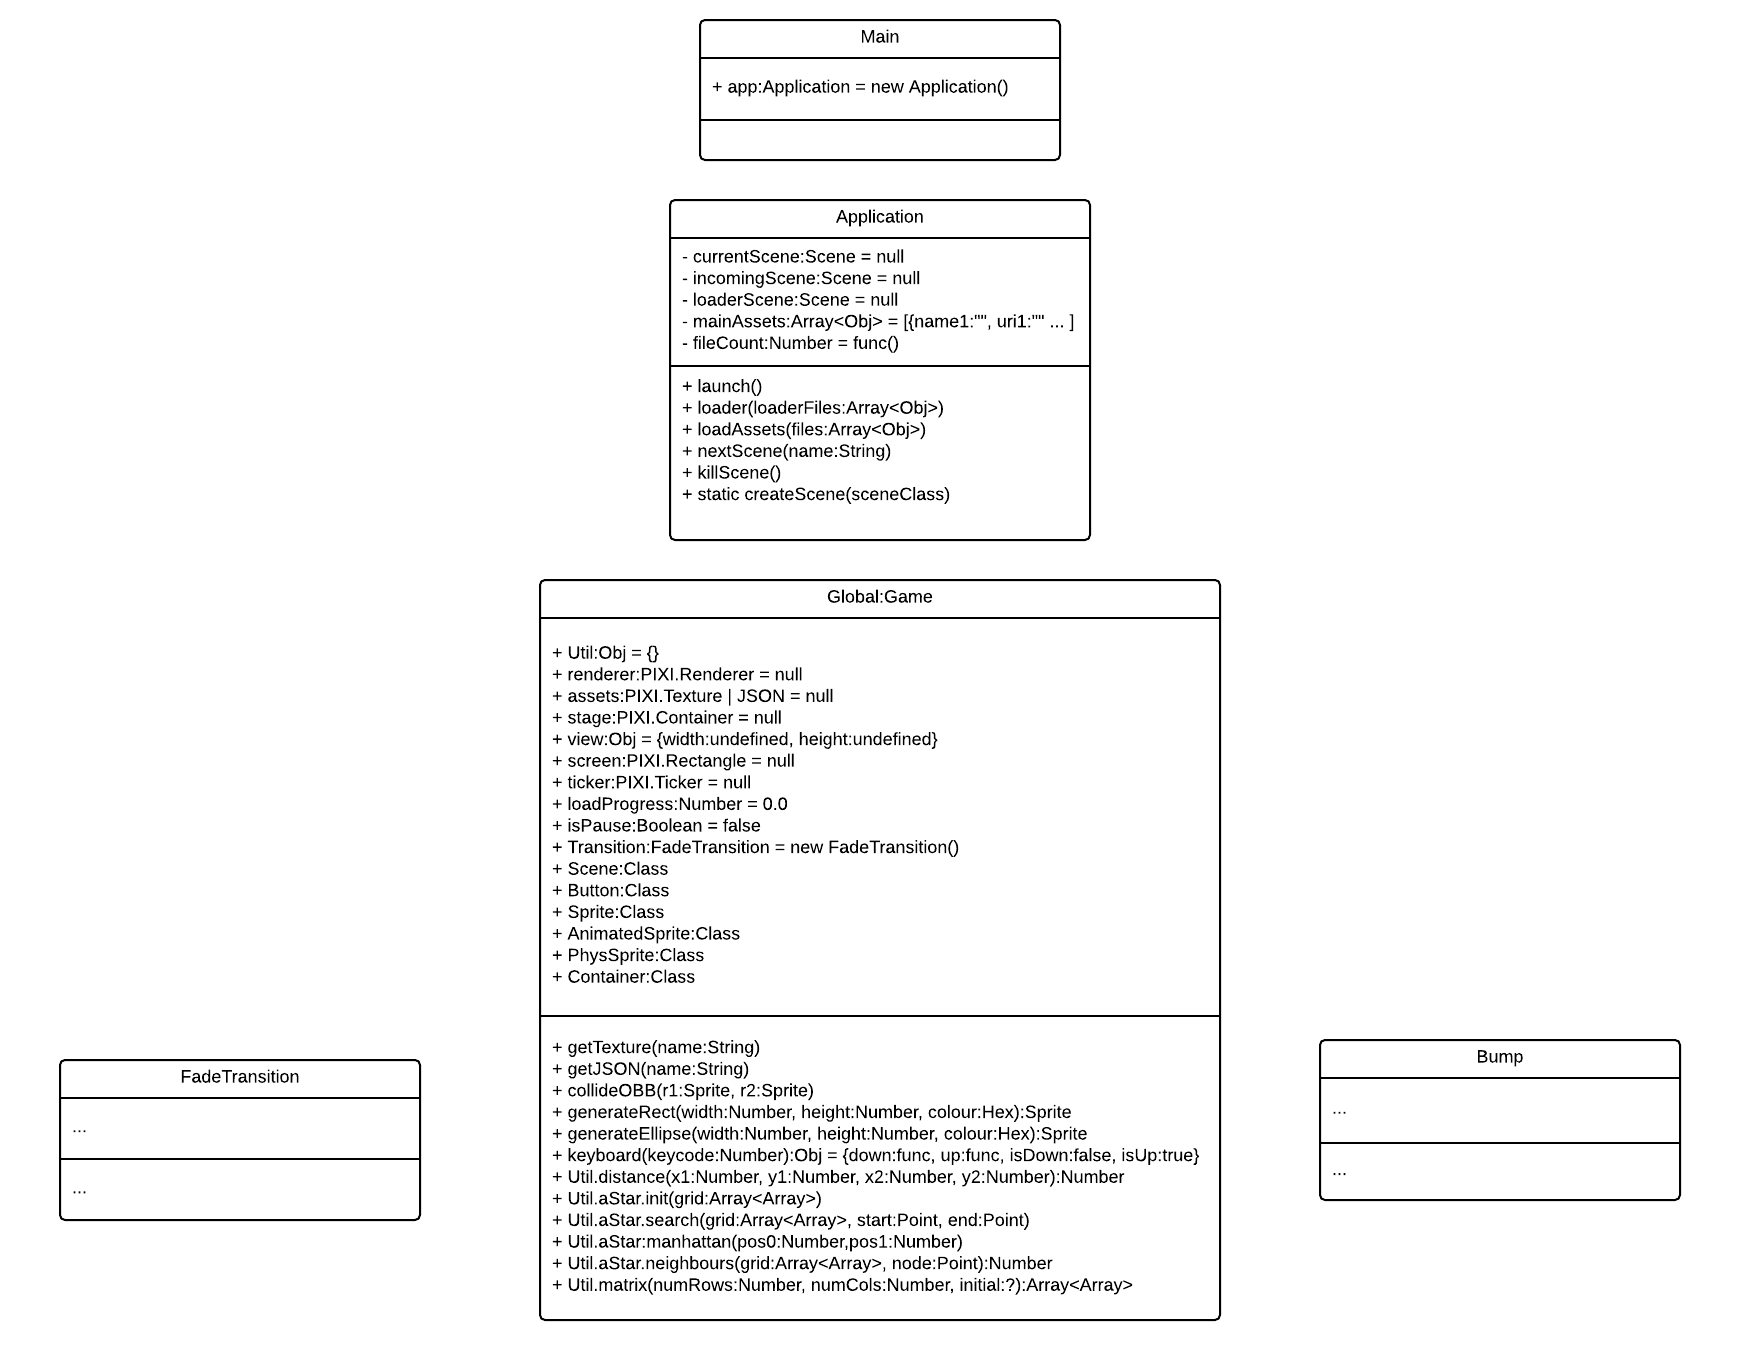 Main
+ app:Application = new Application()
Application
- currentScene:Scene = null
- incomingScene:Scene = null
- loaderScene:Scene = null
- mainAssets:Array<Obj> = [{name1:"", uri1:"" ... ]
- fileCount:Number = func()
+ launch()
+ loader(loaderFiles:Array<Obj>)
+ loadAssets(files:Array<Obj>)
+ nextScene(name:String)
+ killScene()
+ static createScene(sceneClass)
Global:Game
+ Util:Obj = {}
+ renderer:PIXI.Renderer = null
+ assets:PIXI.Texture | JSON = null
+ stage:PIXI.Container = null
+ view:Obj = {width:undefined, height:undefined}
+ screen:PIXI.Rectangle = null
+ ticker:PIXI.Ticker = null
+ loadProgress:Number = 0.0
+ isPause:Boolean = false
+ Transition:FadeTransition = new FadeTransition()
+ Scene:Class
+ Button:Class
+ Sprite:Class
+ AnimatedSprite:Class
+ PhysSprite:Class
+ Container:Class
+ getTexture(name:String)
+ getJSON(name:String)
+ collideOBB(r1:Sprite, r2:Sprite)
+ generateRect(width:Number, height:Number, colour:Hex):Sprite
+ generateEllipse(width:Number, height:Number, colour:Hex):Sprite
+ keyboard(keycode:Number):Obj = {down:func, up:func, isDown:false, isUp:true}
+ Util.distance(x1:Number, y1:Number, x2:Number, y2:Number):Number
+ Util.aStar.init(grid:Array<Array>)
+ Util.aStar.search(grid:Array<Array>, start:Point, end:Point)
+ Util.aStar:manhattan(pos0:Number,pos1:Number)
+ Util.aStar.neighbours(grid:Array<Array>, node:Point):Number
+ Util.matrix(numRows:Number, numCols:Number, initial:?):Array<Array>
FadeTransition
...
...
Bump
...
...